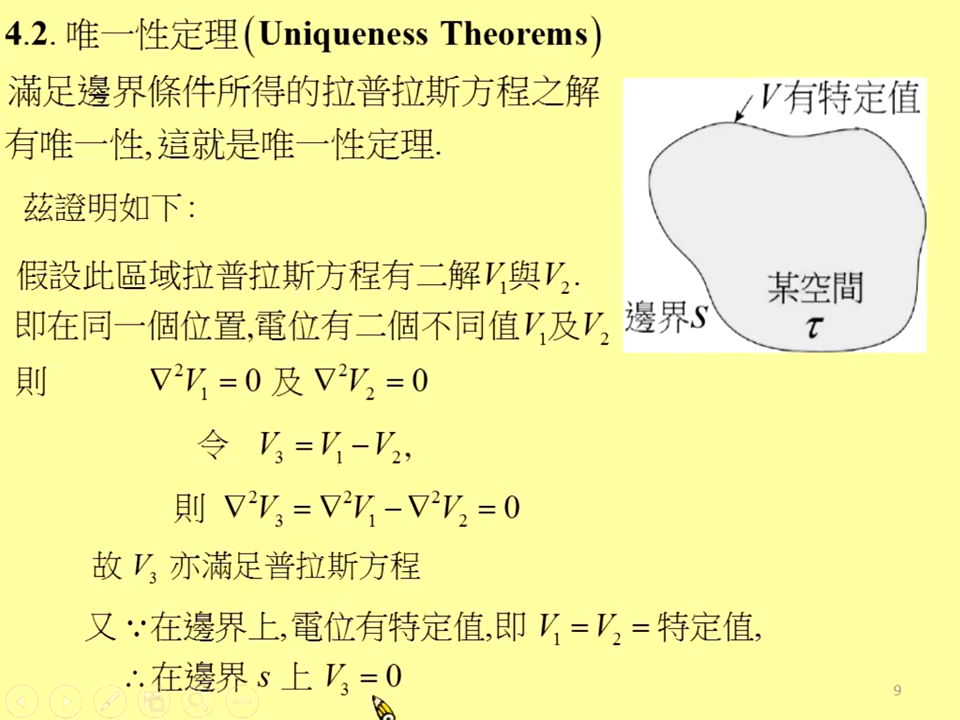 4.2. 唯一性定理(Uniqueness Theorems)
滿足邊界條件所得的拉普拉斯方程之解
有唯一性,這就是唯一性定理.
茲證明如下:
假設此區域拉普拉斯方程有二解V₁與V₂.
即在同一個位置,電位有二個不同值V₁及V₂
則 ∇²V₁ = 0 及 ∇²V₂ = 0
令 V₃ = V₁ − V₂,
則 ∇²V₃ = ∇²V₁ − ∇²V₂ = 0
故 V₃ 亦滿足普拉斯方程
又 ∵在邊界上,電位有特定值,即 V₁ = V₂ = 特定值,
∴在邊界 s 上 V₃ = 0
V有特定值
某空間
τ
邊界S
9